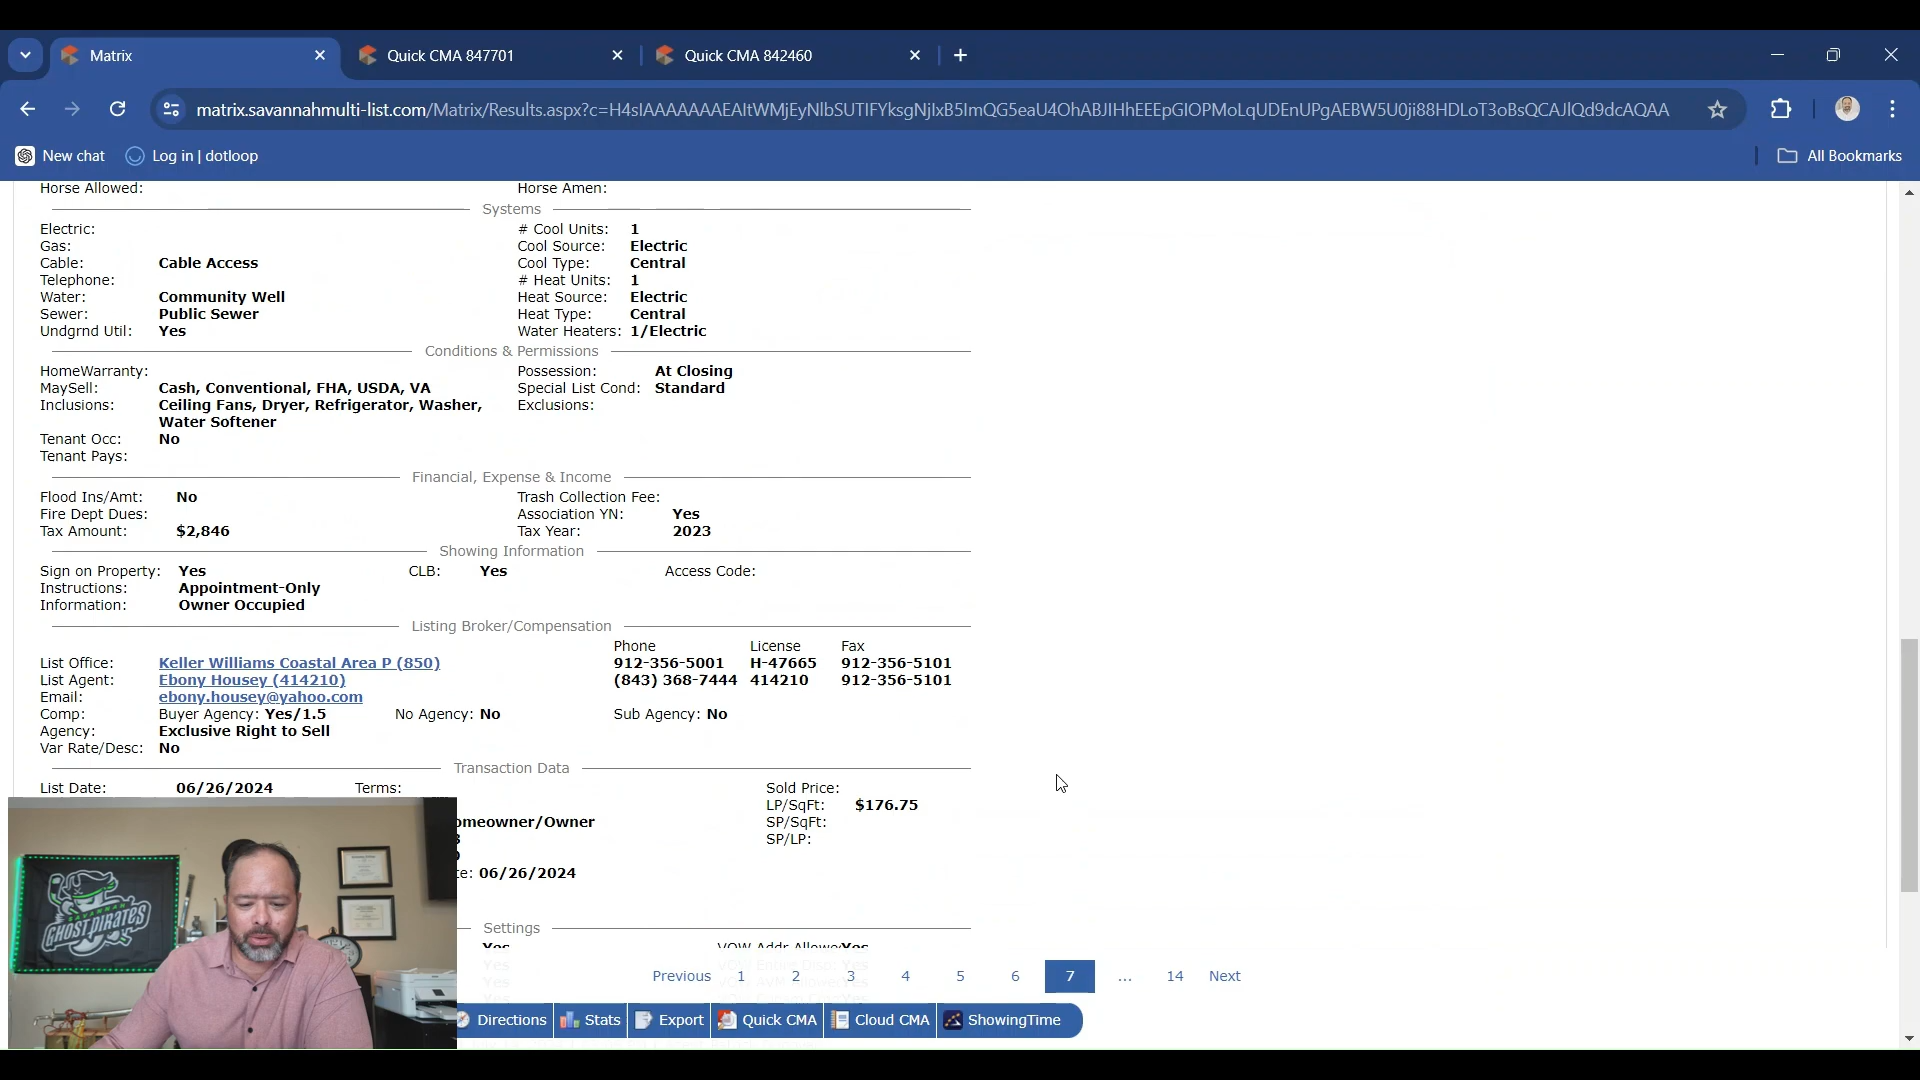 Matrix
Quick CMA 847701
Quick CMA 842460
matrix.savannahmulti-list.com/Matrix/Results.aspx?c=H4sIAAAAAAAEAItWMjEyNlbSUTIFYksgNjIxB5ImQG5eaU4OhABJIHhEEEpGIOPMoLqUDEnUPgAEBW5U0ji88HDLoT3oBsQCAJlQd9dcAQAA
New chat
Log in | dotloop
All Bookmarks
Horse Allowed: Horse Amen:
Systems
Electric: # Cool Units: 1
Gas: Cool Source: Electric
Cable: Cable Access Cool Type: Central
Telephone: # Heat Units: 1
Water: Community Well Heat Source: Electric
Sewer: Public Sewer Heat Type: Central
Undgrnd Util: Yes Water Heaters: 1/Electric
Conditions & Permissions
HomeWarranty: Possession: At Closing
MaySell: Cash, Conventional, FHA, USDA, VA Special List Cond: Standard
Inclusions: Ceiling Fans, Dryer, Refrigerator, Washer, Exclusions:
Water Softener
Tenant Occ: No
Tenant Pays:
Financial, Expense & Income
Flood Ins/Amt: No Trash Collection Fee:
Fire Dept Dues: Association YN: Yes
Tax Amount: $2,846 Tax Year: 2023
Showing Information
Sign on Property: Yes CLB: Yes Access Code:
Instructions: Appointment-Only
Information: Owner Occupied
Listing Broker/Compensation
Phone License Fax
List Office: Keller Williams Coastal Area P (850) 912-356-5001 H-47665 912-356-5101
List Agent: Ebony Housey (414210) (843) 368-7444 414210 912-356-5101
Email: ebony.housey@yahoo.com
Comp: Buyer Agency: Yes/1.5 No Agency: No Sub Agency: No
Agency: Exclusive Right to Sell
Var Rate/Desc: No
Transaction Data
List Date: 06/26/2024 Terms: Sold Price:
LP/SqFt: $176.75
omeowner/Owner SP/SqFt:
SP/LP:
te: 06/26/2024
Settings
Yes VOW Addr Allowe Yes
SAVANNAH
GHOST PIRATES
Previous 1 2 3 4 5 6 7 ... 14 Next
Directions Stats Export Quick CMA Cloud CMA ShowingTime